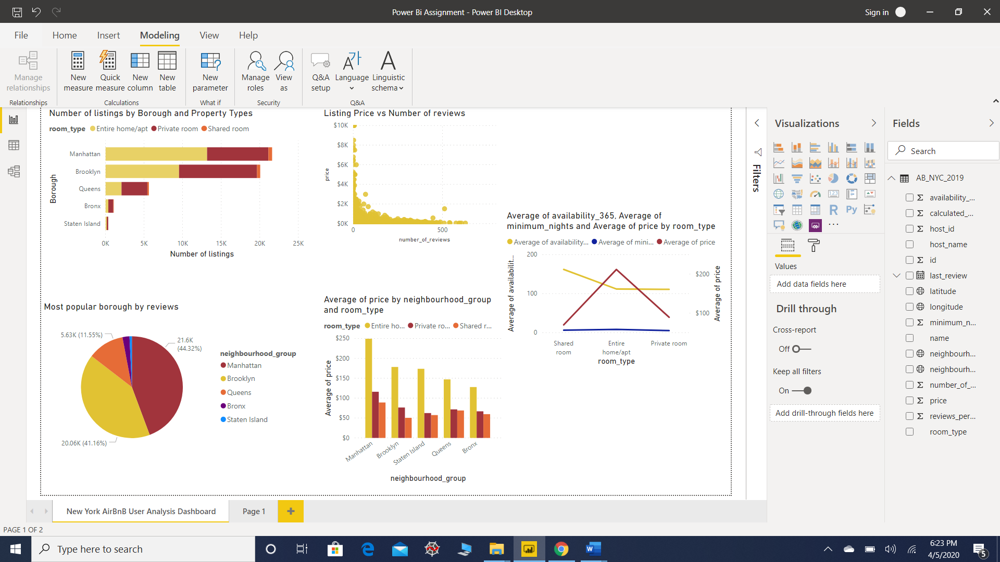 Power Bi Assignment - Power BI Desktop
Sign in
File Home Insert Modeling View Help
Manage relationships
New measure
Quick measure
New column
New table
New parameter
Manage roles
View as
Q&A setup
Language
Linguistic schema
Relationships
Calculations
What if
Security
Q&A
Number of listings by Borough and Property Types
room_type Entire home/apt Private room Shared room
Borough
Manhattan
Brooklyn
Queens
Bronx
Staten Island
0K 5K 10K 15K 20K 25K
Number of listings
Listing Price vs Number of reviews
price
$10K
$8K
$6K
$4K
$2K
$0K
0 500
number_of_reviews
Average of availability_365, Average of
minimum_nights and Average of price by room_type
Average of availability... Average of mini... Average of price
Average of availabilit...
200
100
0
$200
$100
Average of price
Shared room
Entire home/apt
Private room
room_type
Most popular borough by reviews
5.63K (11.55%)
21.6K
(44.32%)
20.06K (41.16%)
neighbourhood_group
Manhattan
Brooklyn
Queens
Bronx
Staten Island
Average of price by neighbourhood_group
and room_type
room_type Entire ho... Private ro... Shared r...
Average of price
$250
$200
$150
$100
$50
$0
Manhattan
Brooklyn
Staten Island
Queens
Bronx
neighbourhood_group
Filters
Visualizations
123
R
Py
Values
Add data fields here
Drill through
Cross-report
Off
Keep all filters
On
Add drill-through fields here
Fields
Search
AB_NYC_2019
availability_...
calculated_...
host_id
host_name
id
last_review
latitude
longitude
minimum_n...
name
neighbourh...
neighbourh...
number_of_...
price
reviews_per...
room_type
New York AirBnB User Analysis Dashboard
Page 1
PAGE 1 OF 2
Type here to search
6:23 PM
4/5/2020
5